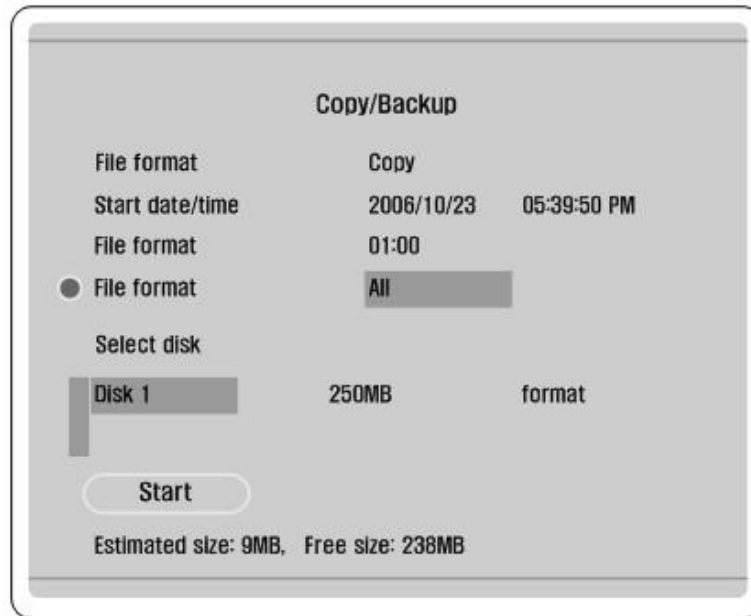 Copy/Backup
File format Copy
Start date/time 2006/10/23 05:39:50 PM
File format 01:00
File format All
Select disk
Disk 1 250MB format
Start
Estimated size: 9MB, Free size: 238MB